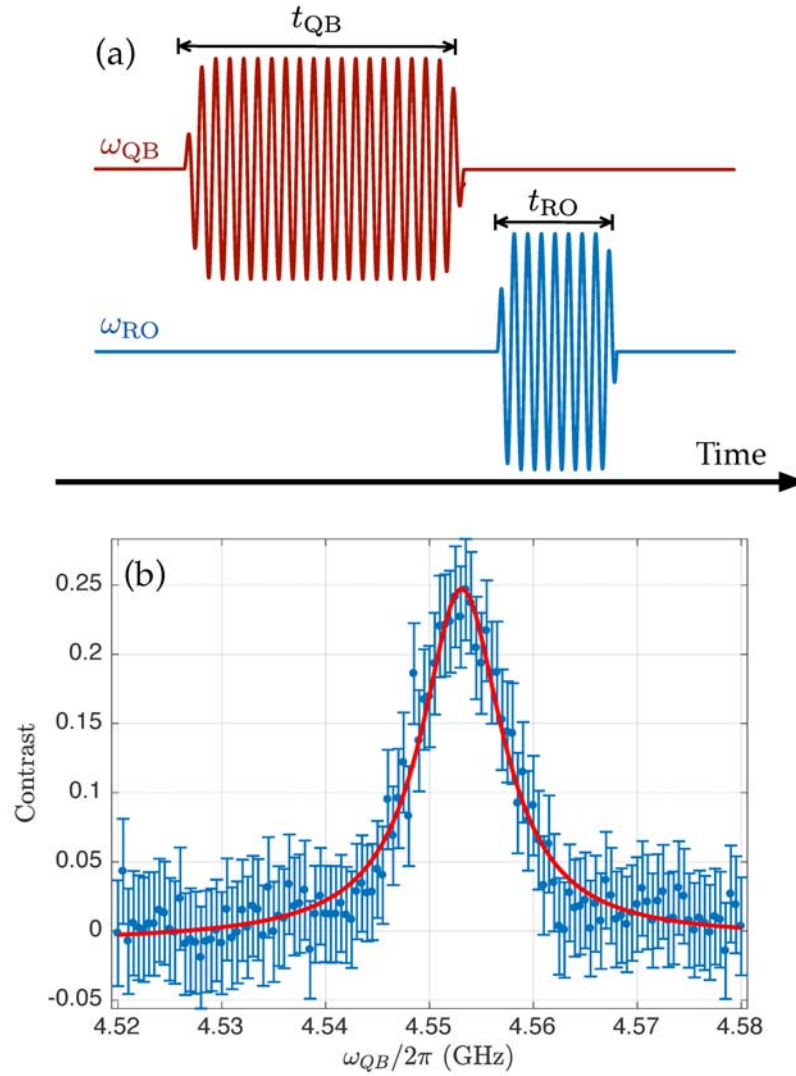 (a)
t_QB
ω_QB
t_RO
ω_RO
Time
(b)
Contrast
0.25
0.2
0.15
0.1
0.05
0
-0.05
4.52 4.53 4.54 4.55 4.56 4.57 4.58
ω_QB/2π (GHz)